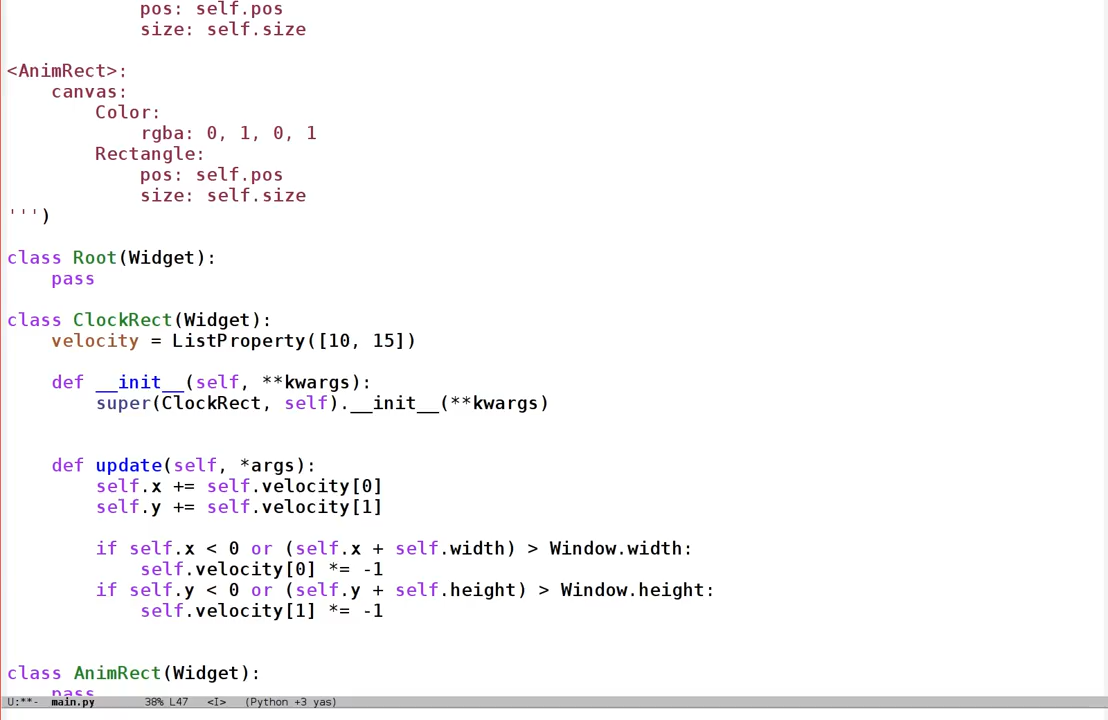 pos: self.pos
            size: self.size

<AnimRect>:
    canvas:
        Color:
            rgba: 0, 1, 0, 1
        Rectangle:
            pos: self.pos
            size: self.size
''')

class Root(Widget):
    pass

class ClockRect(Widget):
    velocity = ListProperty([10, 15])

    def __init__(self, **kwargs):
        super(ClockRect, self).__init__(**kwargs)


    def update(self, *args):
        self.x += self.velocity[0]
        self.y += self.velocity[1]

        if self.x < 0 or (self.x + self.width) > Window.width:
            self.velocity[0] *= -1
        if self.y < 0 or (self.y + self.height) > Window.height:
            self.velocity[1] *= -1


class AnimRect(Widget):
    pass
U:**-  main.py        38% L47   <I>   (Python +3 yas)